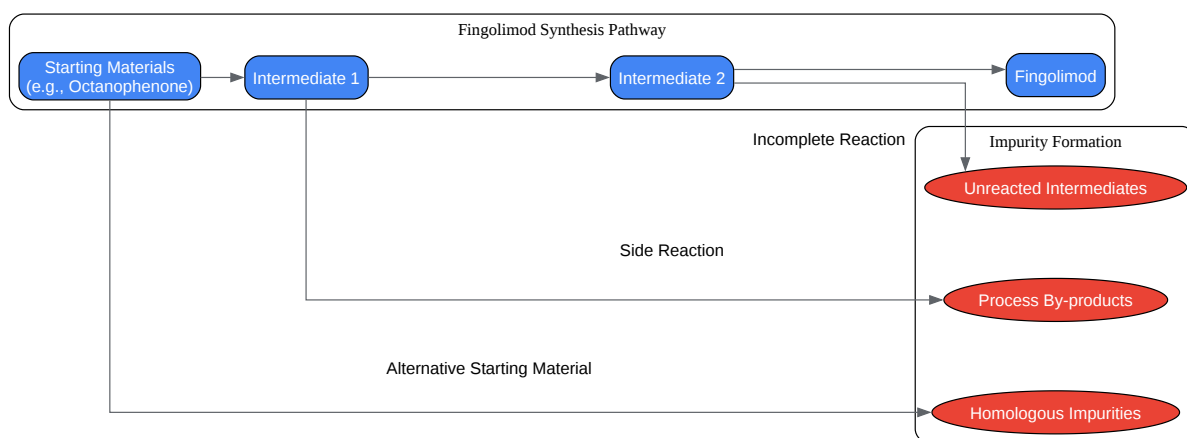 Fingolimod Synthesis Pathway
Starting Materials
(e.g., Octanophenone)
Intermediate 1
Intermediate 2
Fingolimod
Incomplete Reaction
Impurity Formation
Unreacted Intermediates
Side Reaction
Process By-products
Alternative Starting Material
Homologous Impurities